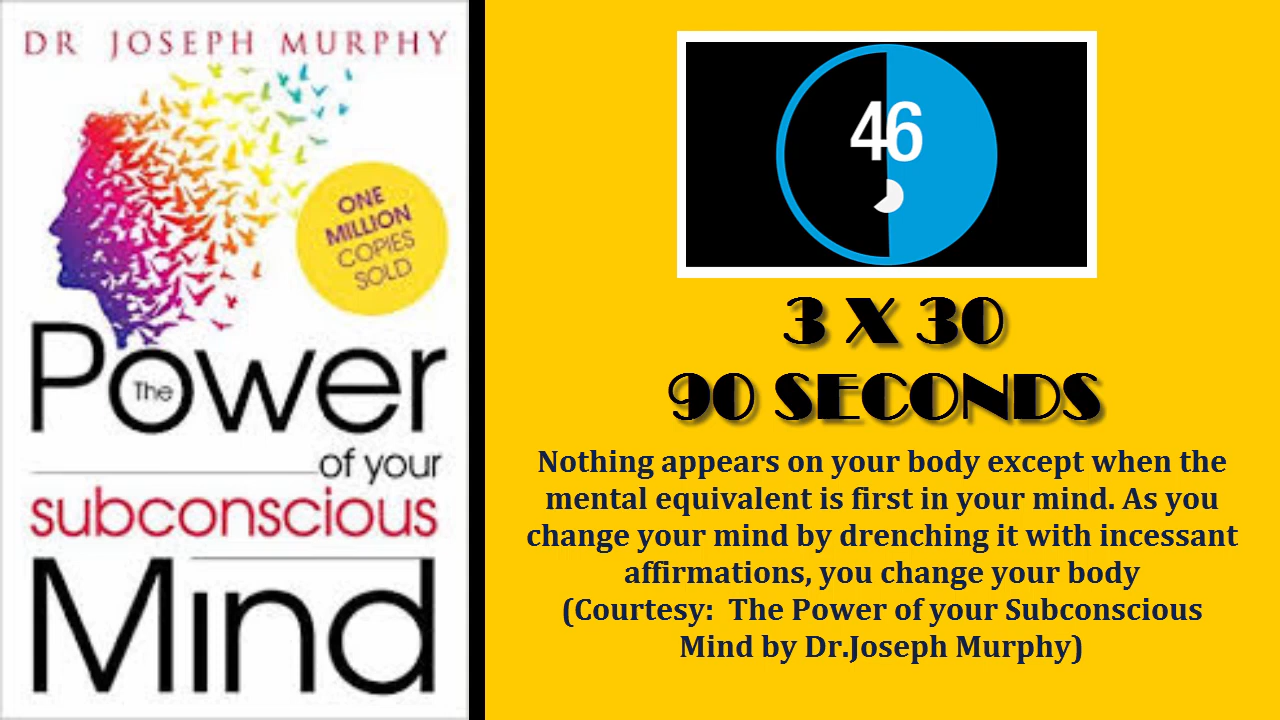 DR JOSEPH MURPHY
ONE
MILLION
COPIES
SOLD
The Power
of your
subconscious
Mind
46
3 X 30
90 SECONDS
Nothing appears on your body except when the
mental equivalent is first in your mind. As you
change your mind by drenching it with incessant
affirmations, you change your body
(Courtesy:  The Power of your Subconscious
Mind by Dr.Joseph Murphy)